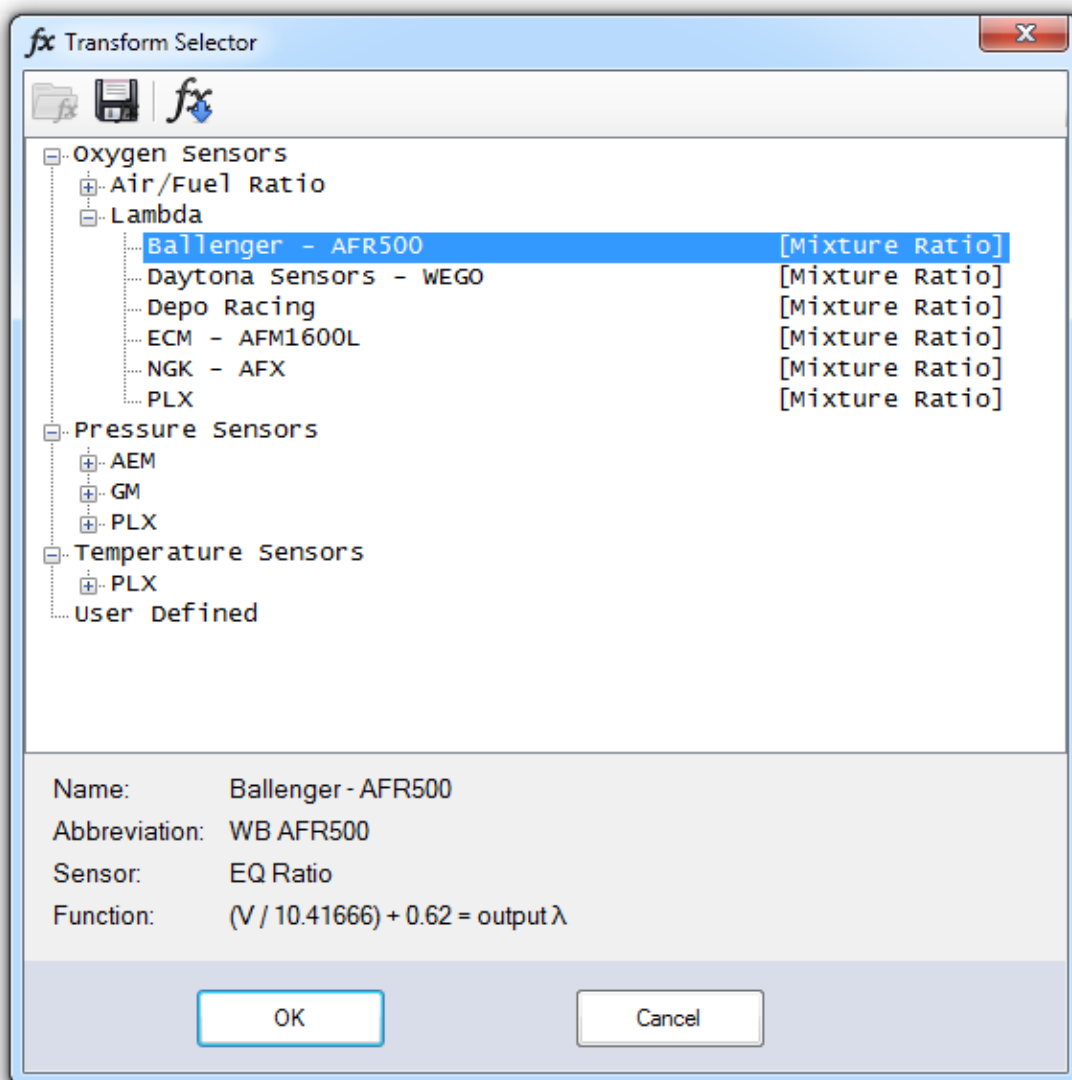 fx Transform Selector
Oxygen Sensors
Air/Fuel Ratio
Lambda
Ballenger - AFR500 [Mixture Ratio]
Daytona Sensors - WEGO [Mixture Ratio]
Depo Racing [Mixture Ratio]
ECM - AFM1600L [Mixture Ratio]
NGK - AFX [Mixture Ratio]
PLX [Mixture Ratio]
Pressure Sensors
AEM
GM
PLX
Temperature Sensors
PLX
User Defined
Name: Ballenger - AFR500
Abbreviation: WB AFR500
Sensor: EQ Ratio
Function: (V / 10.41666) + 0.62 = output λ
OK Cancel